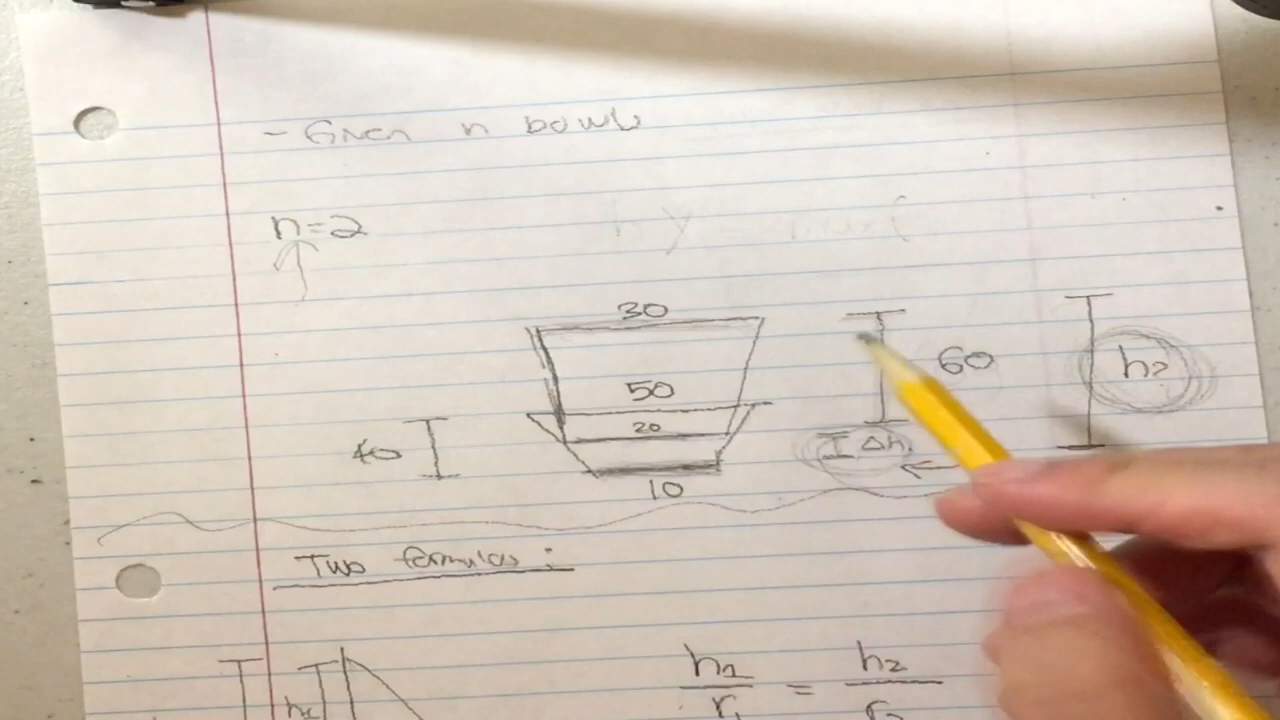 - Given n bowls
n=2
30
60
h2
50
20
40
Δh
10
Two formulas:
h1 h2
— = —
r1 r2
h1